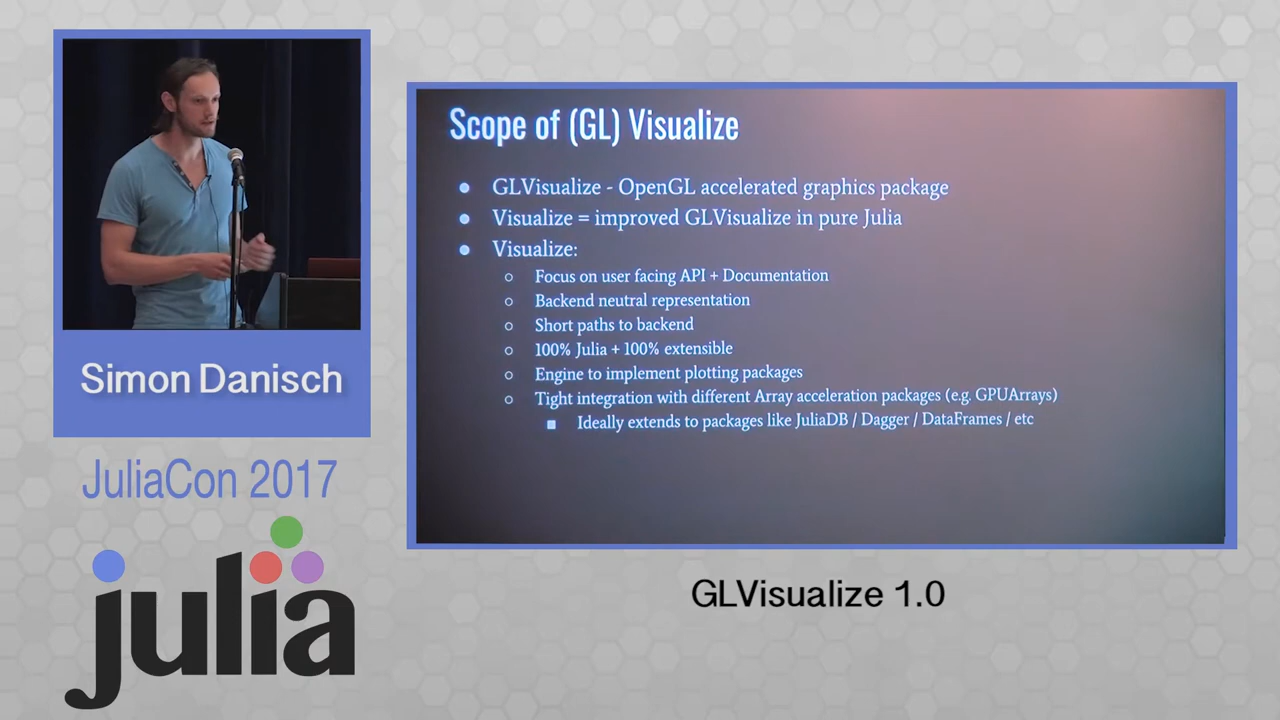 Simon Danisch
JuliaCon 2017
julia
Scope of (GL) Visualize
GLVisualize - OpenGL accelerated graphics package
Visualize = improved GLVisualize in pure Julia
Visualize:
Focus on user facing API + Documentation
Backend neutral representation
Short paths to backend
100% Julia + 100% extensible
Engine to implement plotting packages
Tight integration with different Array acceleration packages (e.g. GPUArrays)
Ideally extends to packages like JuliaDB / Dagger / DataFrames / etc
GLVisualize 1.0